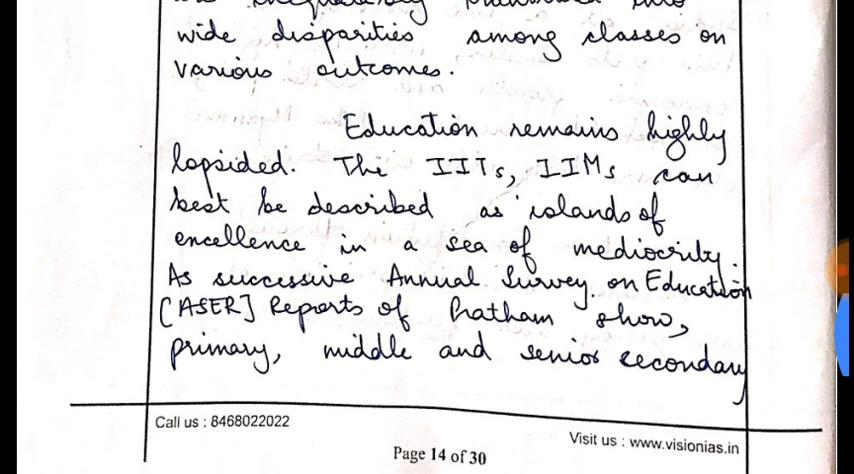 wide disparities among classes on
various outcomes.
Education remains highly
lopsided. The IITs, IIMs can
best be described as 'islands of
excellence in a sea of mediocrity.
As successive Annual Survey on Education
[ASER] Reports of Pratham show,
primary, middle and senior secondary
Call us : 8468022022
Visit us : www.visionias.in
Page 14 of 30